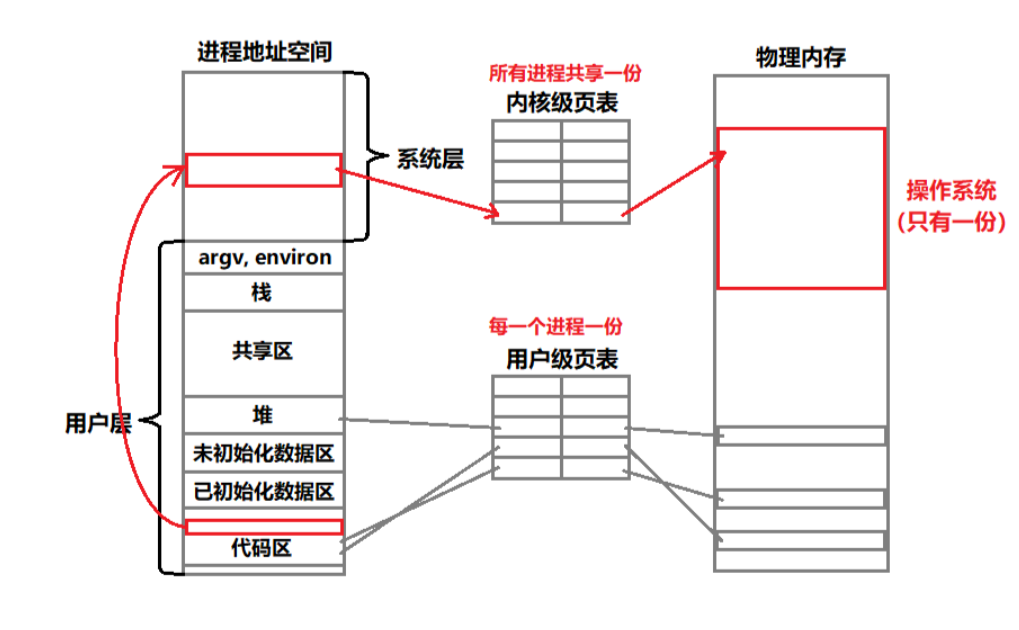 进程地址空间
所有进程共享一份
内核级页表
物理内存
系统层
操作系统
(只有一份)
argv, environ
栈
共享区
每一个进程一份
用户级页表
用户层
堆
未初始化数据区
已初始化数据区
代码区